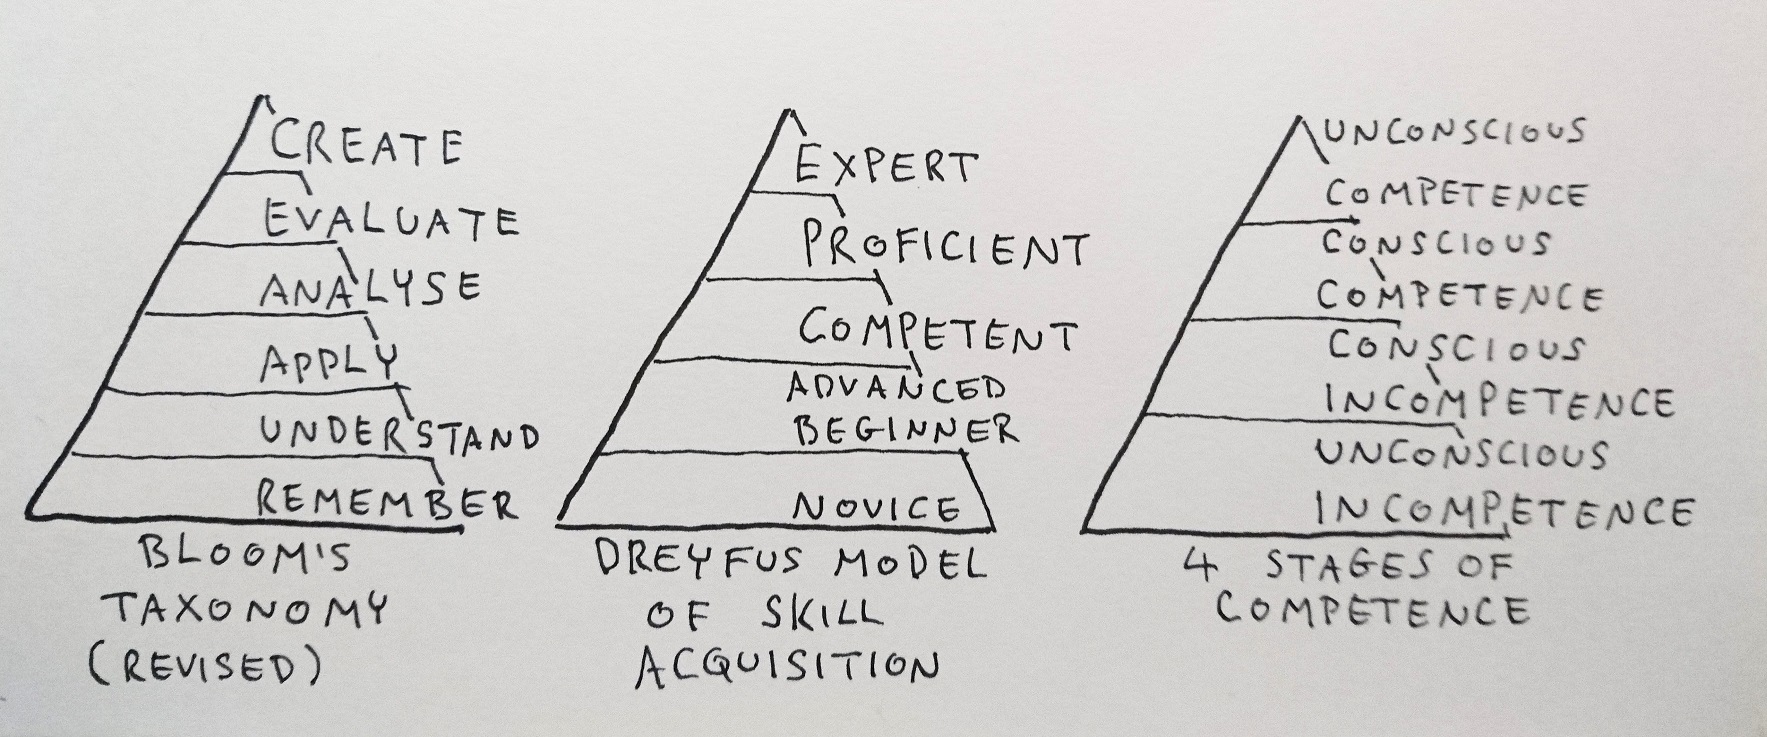 CREATE
EVALUATE
ANALYSE
APPLY
UNDERSTAND
REMEMBER
BLOOM'S
TAXONOMY
(REVISED)
EXPERT
PROFICIENT
COMPETENT
ADVANCED
BEGINNER
NOVICE
DREYFUS MODEL
OF SKILL
ACQUISITION
UNCONSCIOUS
COMPETENCE
CONSCIOUS
COMPETENCE
CONSCIOUS
INCOMPETENCE
UNCONSCIOUS
INCOMPETENCE
4 STAGES OF
COMPETENCE